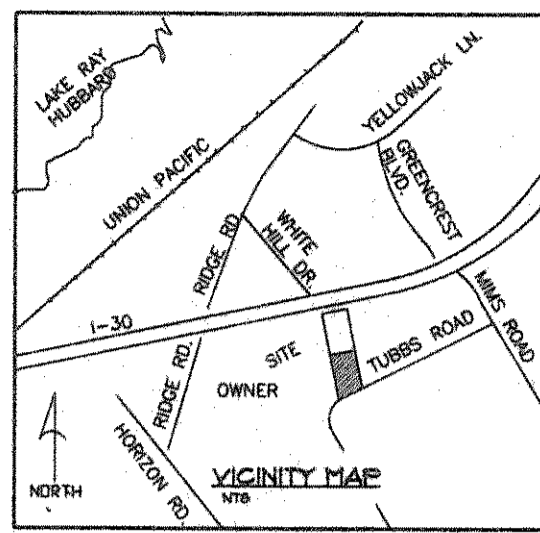 LAKE RAY
HUBBARD
UNION PACIFIC
YELLOWJACK LN.
GREENCREST
BLVD.
RIDGE RD.
WHITE
HILL DR.
MIMS ROAD
I-30
TUBBS ROAD
SITE
OWNER
RIDGE RD.
HORIZON RD.
NORTH
VICINITY MAP
NTS